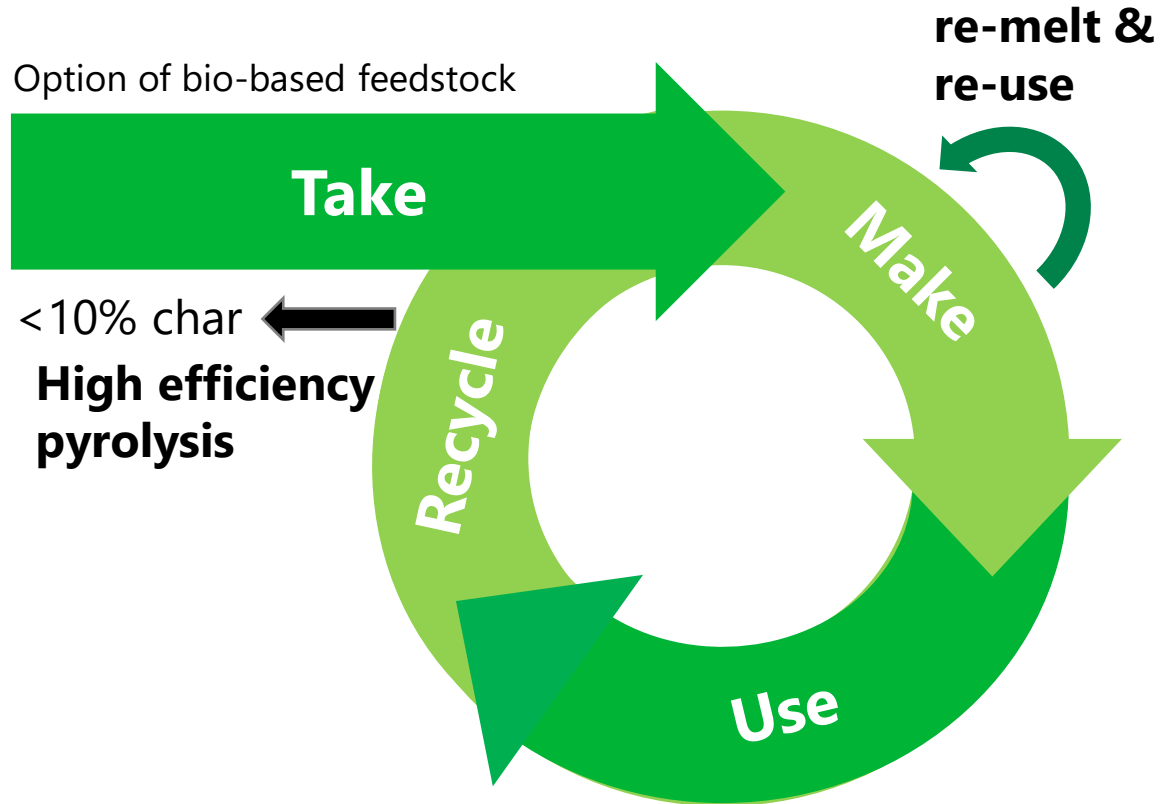 re-melt &
re-use
Option of bio-based feedstock
Take
Make
<10% char
High efficiency
pyrolysis
Recycle
Use